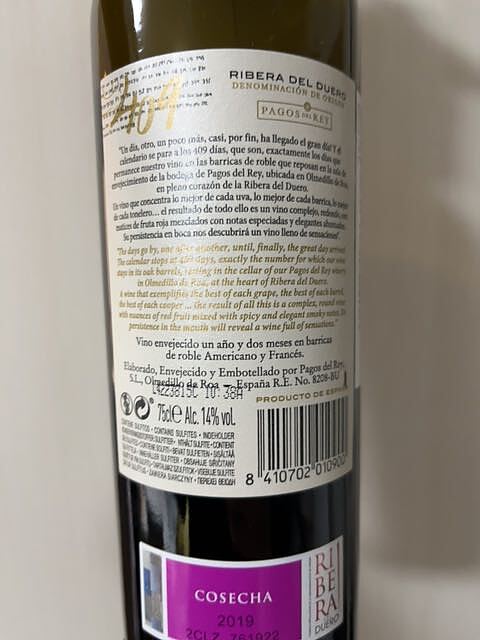 409
RIBERA DEL DUERO
DENOMINACIÓN DE ORIGEN
PAGOS DEL REY
"Un día, otro, un poco más, casi, por fin, ha llegado el gran día! Y el
calendario se para a los 409 días, que son, exactamente los días que
permanece nuestro vino en las barricas de roble que reposan en la sala de
envejecimiento de la bodega de Pagos del Rey, ubicada en Olmedillo de Roa,
en pleno corazón de la Ribera del Duero.
Un vino que concentra lo mejor de cada uva, lo mejor de cada barrica, lo mejor
de cada tonelero... el resultado de todo ello es un vino complejo, redondo, con
matices de fruta roja mezclados con notas especiadas y elegantes ahumados.
Su persistencia en boca nos descubrirá un vino lleno de sensaciones".
"The days go by, one after another, until, finally, the great day arrives!
The calendar stops at 409 days, exactly the number for which our wine
stays in its oak barrels, resting in the cellar of our Pagos del Rey winery
in Olmedillo de Roa, at the heart of Ribera del Duero.
A wine that exemplifies the best of each grape, the best of each barrel,
the best of each cooper ... the result of all this is a complex, round wine
with nuances of red fruit mixed with spicy and elegant smoky notes. Its
persistence in the mouth will reveal a wine full of sensations".
Vino envejecido un año y dos meses en barricas
de roble Americano y Francés.
Elaborado, Envejecido y Embotellado por Pagos del Rey,
S.L., Olmedillo de Roa – España R.E. No. 8208-BU
L4223815C 10:38A
PRODUCTO DE ESPAÑA
75cl e Alc. 14% vol.
CONTIENE SULFITOS • CONTAINS SULFITES • INDEHOLDER
8 410702 010900
COSECHA
2019
2CLZ 761922
RIBERA
DUERO